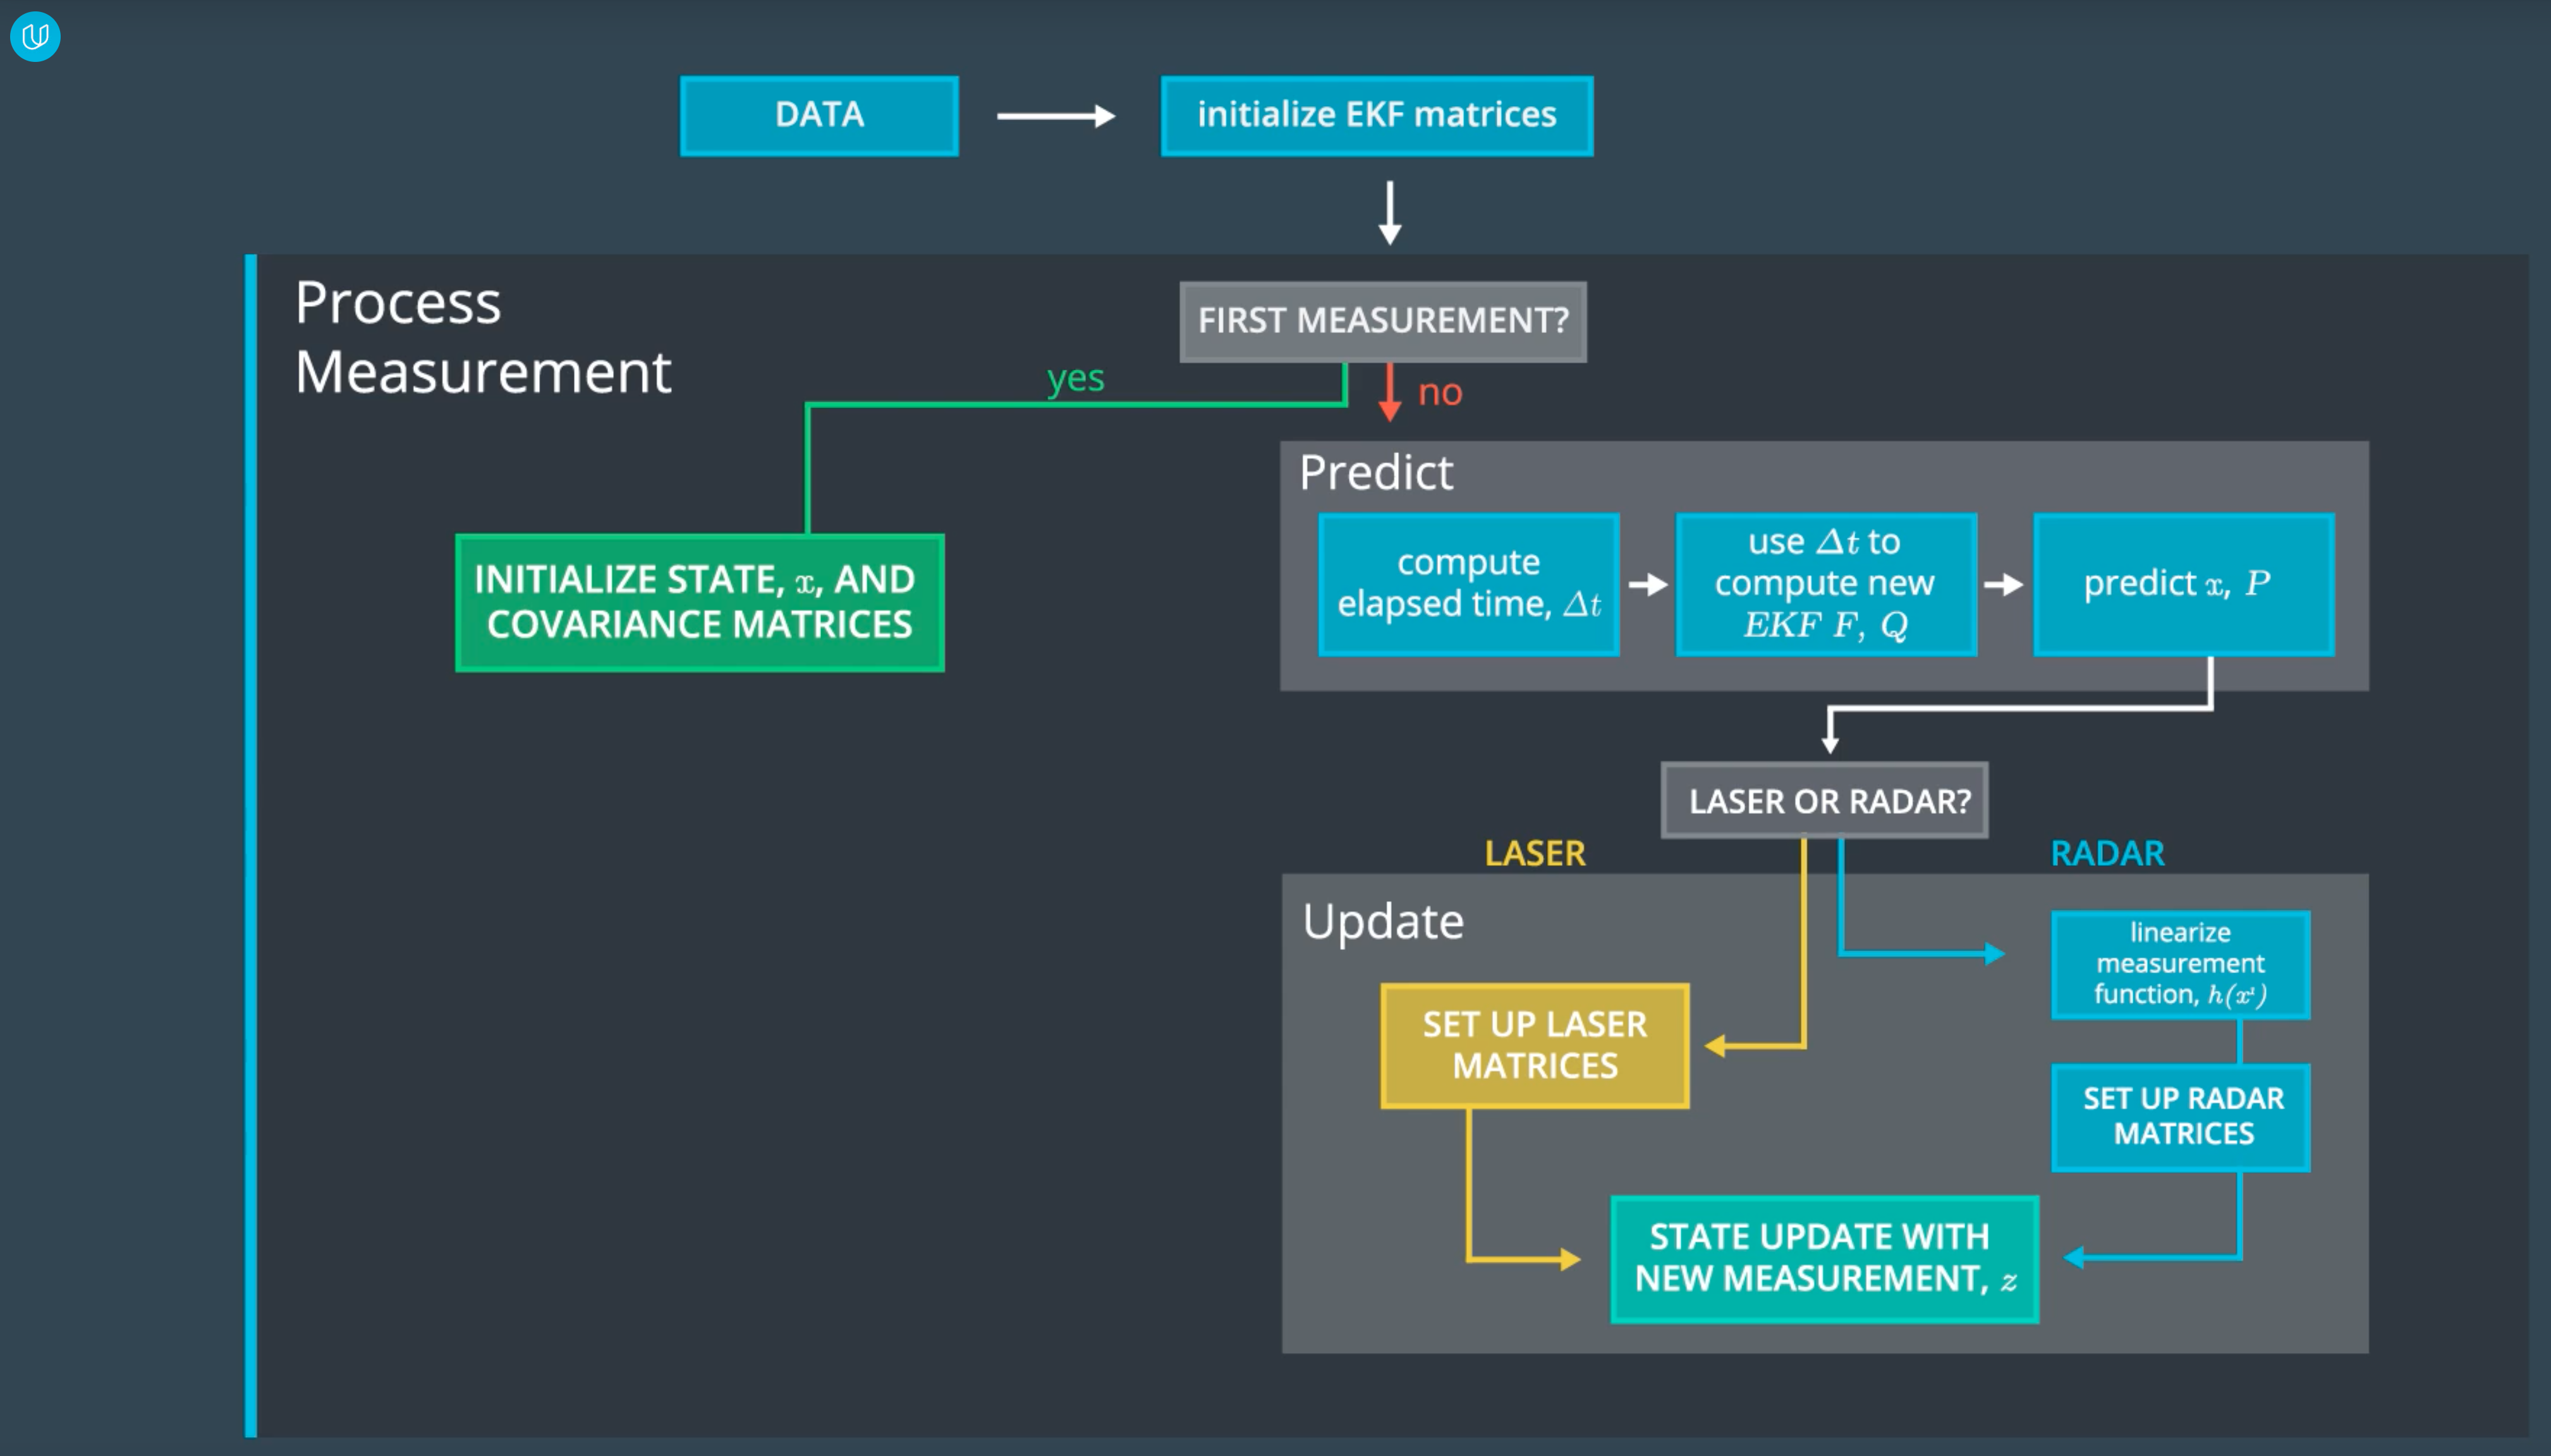 DATA
initialize EKF matrices
Process
Measurement
FIRST MEASUREMENT?
yes
no
INITIALIZE STATE, x, AND
COVARIANCE MATRICES
Predict
compute
elapsed time, Δt
use Δt to
compute new
EKF F, Q
predict x, P
LASER OR RADAR?
LASER
RADAR
Update
SET UP LASER
MATRICES
linearize
measurement
function, h(x')
SET UP RADAR
MATRICES
STATE UPDATE WITH
NEW MEASUREMENT, z